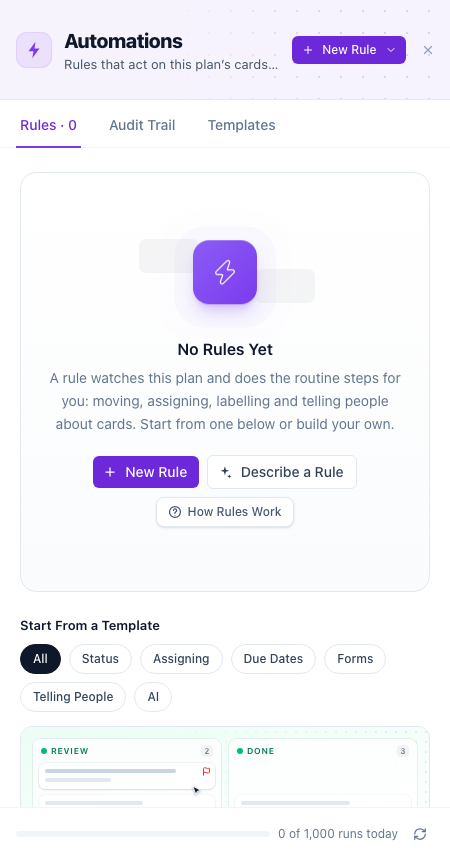 Automations
Rules that act on this plan's cards...
New Rule
Rules · 0
Audit Trail
Templates
No Rules Yet
A rule watches this plan and does the routine steps for
you: moving, assigning, labelling and telling people
about cards. Start from one below or build your own.
New Rule
Describe a Rule
How Rules Work
Start From a Template
All
Status
Assigning
Due Dates
Forms
Telling People
AI
REVIEW
2
DONE
3
0 of 1,000 runs today